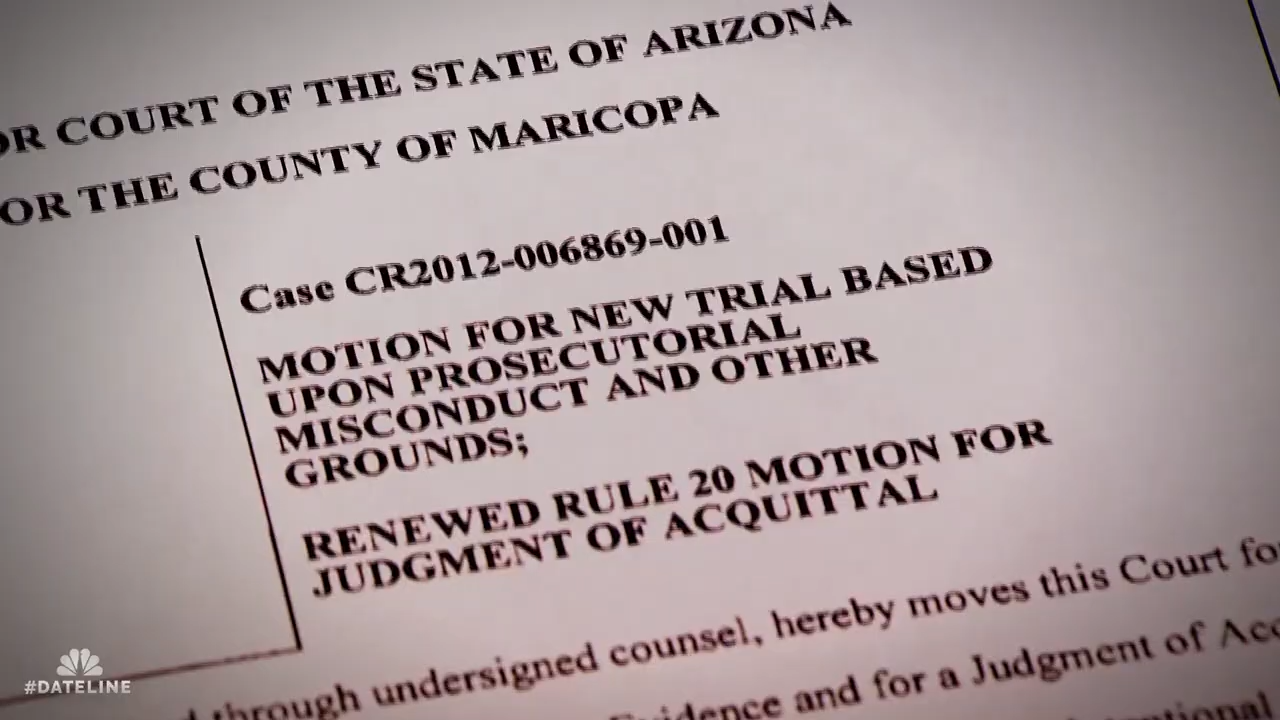 OR COURT OF THE STATE OF ARIZONA
OR THE COUNTY OF MARICOPA
Case CR2012-006869-001
MOTION FOR NEW TRIAL BASED
UPON PROSECUTORIAL
MISCONDUCT AND OTHER
GROUNDS;
RENEWED RULE 20 MOTION FOR
JUDGMENT OF ACQUITTAL
through undersigned counsel, hereby moves this Court fo
Evidence and for a Judgment of Acq
#DATELINE